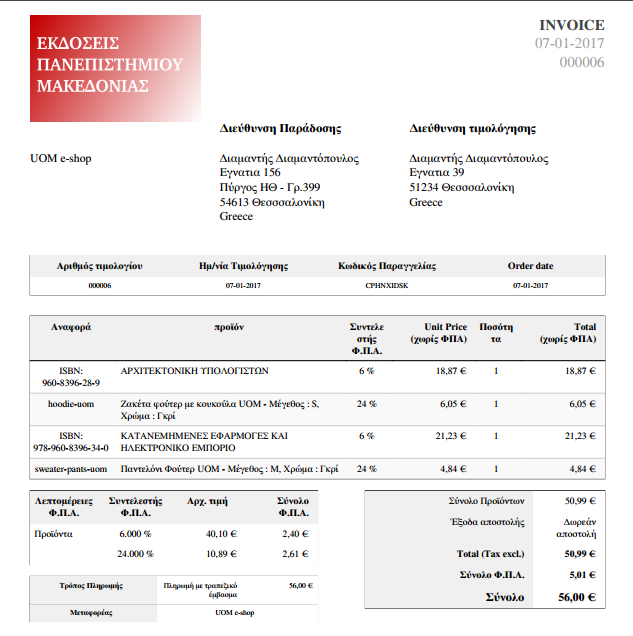 ΕΚΔΟΣΕΙΣ
ΠΑΝΕΠΙΣΤΗΜΙΟΥ
ΜΑΚΕΔΟΝΙΑΣ
INVOICE
07-01-2017
000006
UOM e-shop
Διεύθυνση Παράδοσης
Διαμαντής Διαμαντόπουλος
Εγνατια 156
Πύργος ΗΘ - Γρ.399
54613 Θεσσσαλονίκη
Greece
Διεύθυνση τιμολόγησης
Διαμαντής Διαμαντόπουλος
Εγνατια 39
51234 Θεσσσαλονίκη
Greece
Αριθμός τιμολογίου Ημ/νία Τιμολόγησης Κωδικός Παραγγελίας Order date
000006 07-01-2017 CPHNXIDSK 07-01-2017
Αναφορά προϊόν Συντελε Unit Price Ποσότη Total
στής (χωρίς ΦΠΑ) τα (χωρίς ΦΠΑ)
Φ.Π.Α.
ISBN: ΑΡΧΙΤΕΚΤΟΝΙΚΗ ΥΠΟΛΟΓΙΣΤΩΝ 6 % 18,87 € 1 18,87 €
960-8396-28-9
hoodie-uom Ζακέτα φούτερ με κουκούλα UOM - Μέγεθος : S, 24 % 6,05 € 1 6,05 €
Χρώμα : Γκρί
ISBN: ΚΑΤΑΝΕΜΗΜΕΝΕΣ ΕΦΑΡΜΟΓΕΣ ΚΑΙ 6 % 21,23 € 1 21,23 €
978-960-8396-34-0 ΗΛΕΚΤΡΟΝΙΚΟ ΕΜΠΟΡΙΟ
sweater-pants-uom Παντελόνι Φούτερ UOM - Μέγεθος : M, Χρώμα : Γκρί 24 % 4,84 € 1 4,84 €
Λεπτομέρειες Συντελεστής Αρχ. τιμή Σύνολο
Φ.Π.Α. Φ.Π.Α. Φ.Π.Α.
Προϊόντα 6.000 % 40,10 € 2,40 €
24.000 % 10,89 € 2,61 €
Τρόπος Πληρωμής Πληρωμή με τραπεζικό 56,00 €
έμβασμα
Μεταφορέας UOM e-shop
Σύνολο Προϊόντων 50,99 €
Έξοδα αποστολής Δωρεάν
αποστολή
Total (Tax excl.) 50,99 €
Σύνολο Φ.Π.Α. 5,01 €
Σύνολο 56,00 €